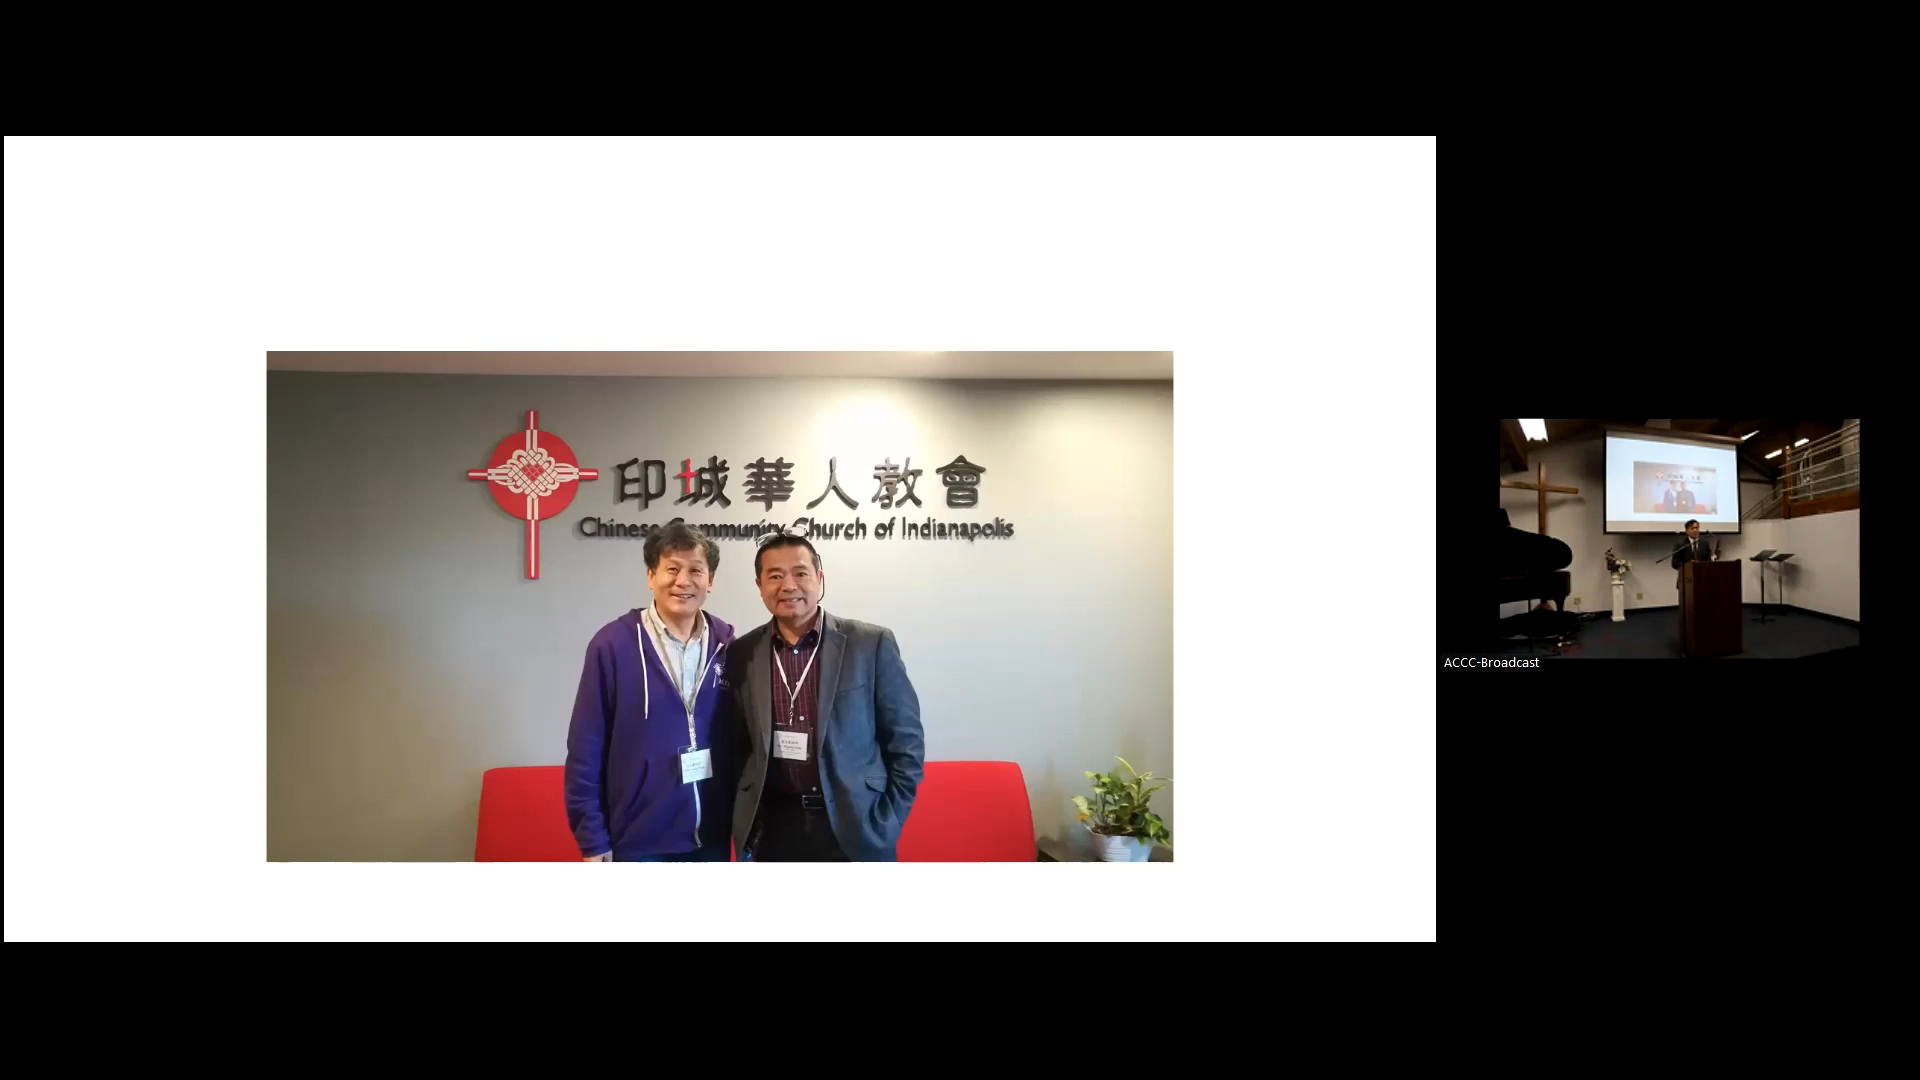 印城華人教會
Chinese Community Church of Indianapolis
ACCC-Broadcast